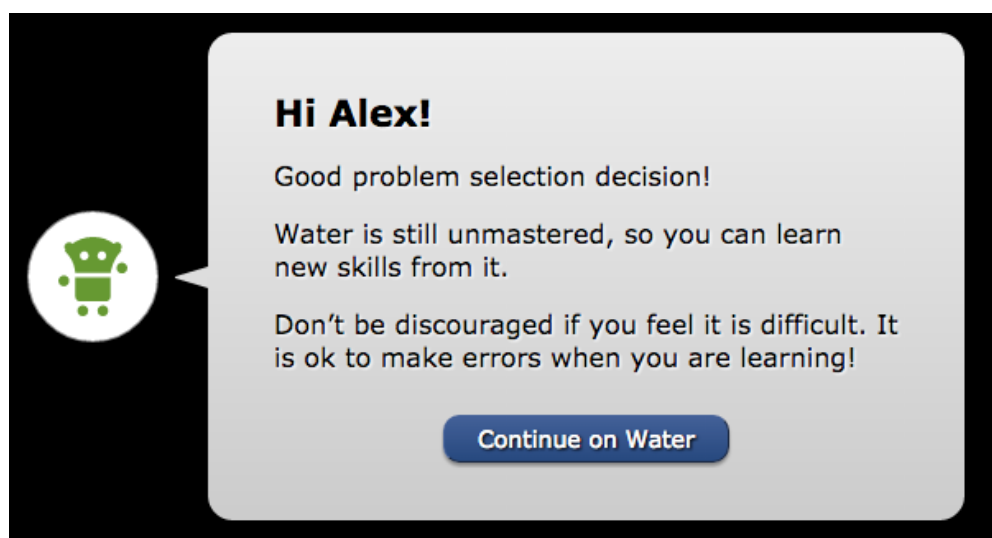 Hi Alex!
Good problem selection decision!
Water is still unmastered, so you can learn
new skills from it.
Don’t be discouraged if you feel it is difficult. It
is ok to make errors when you are learning!
Continue on Water